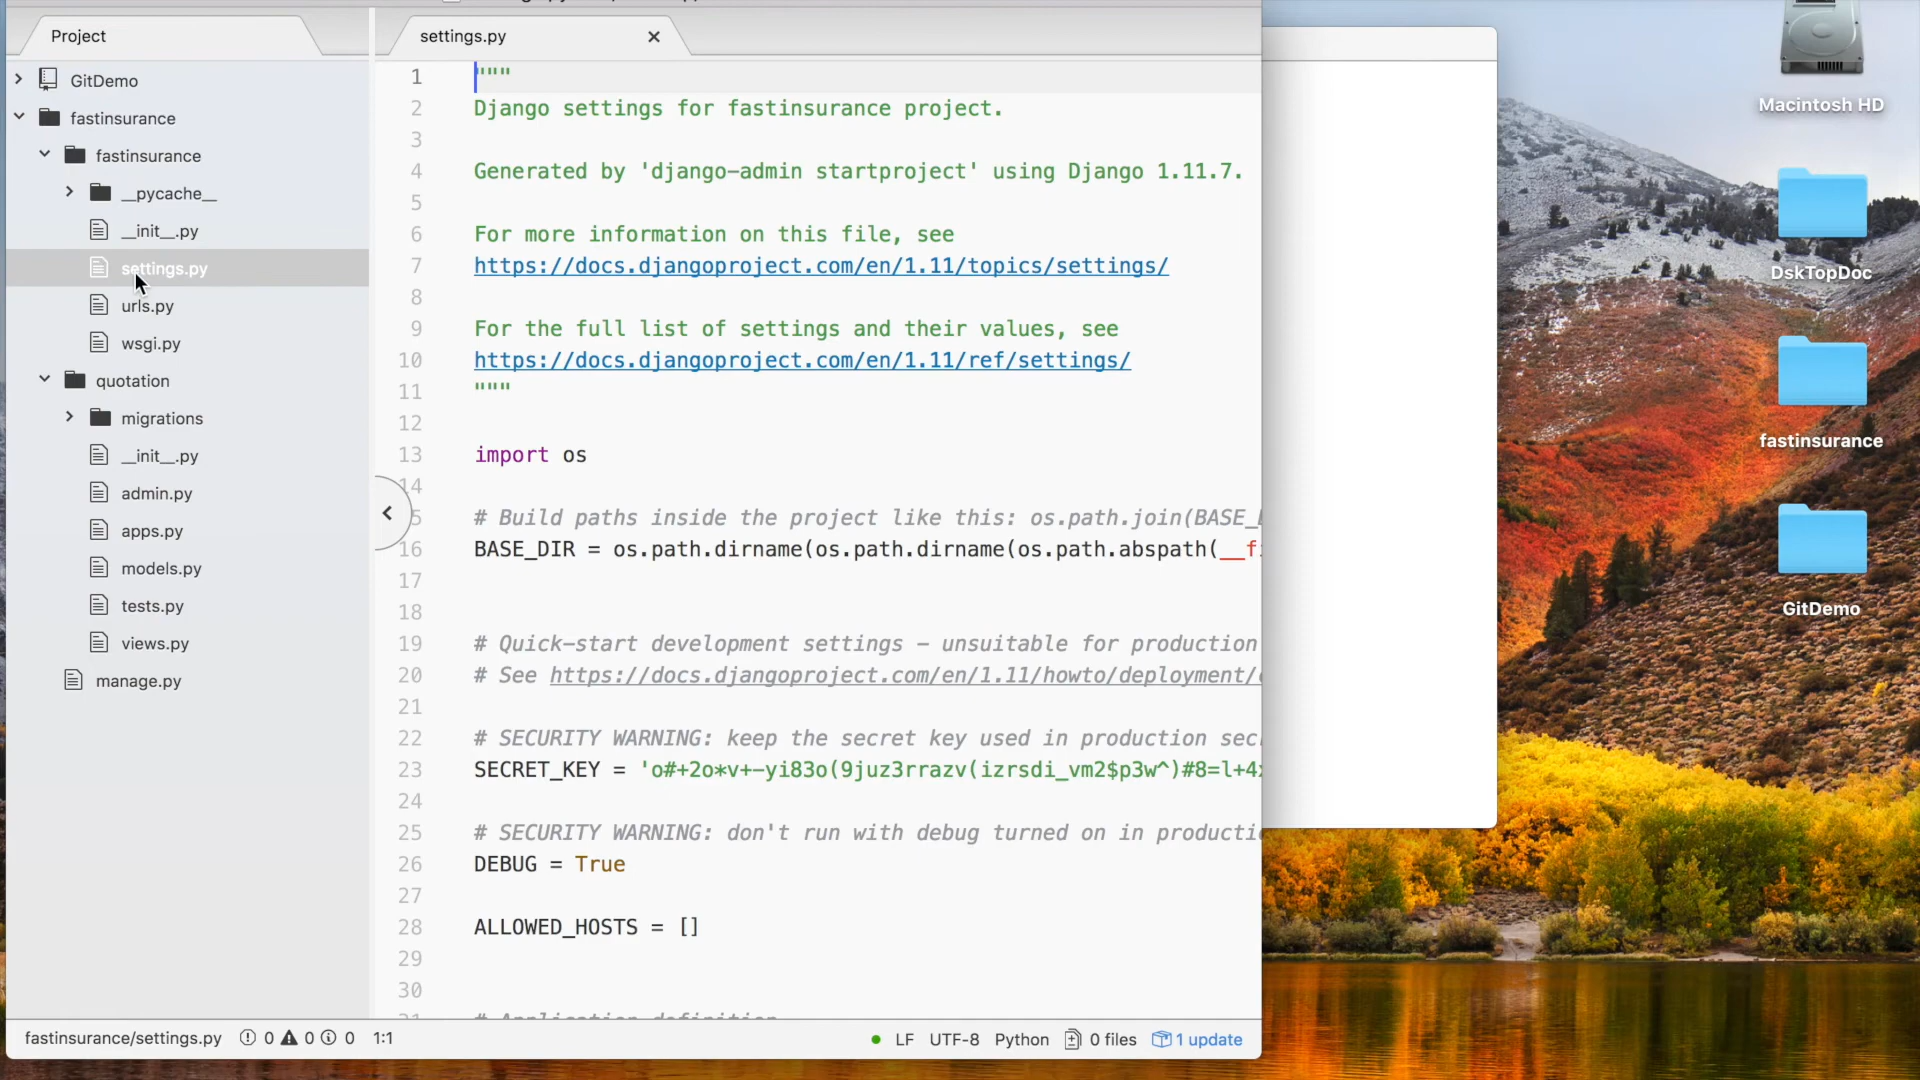 Project
GitDemo
fastinsurance
fastinsurance
__pycache__
__init__.py
settings.py
urls.py
wsgi.py
quotation
migrations
__init__.py
admin.py
apps.py
models.py
tests.py
views.py
manage.py
settings.py
1 """
2 Django settings for fastinsurance project.
3
4 Generated by 'django-admin startproject' using Django 1.11.7.
5
6 For more information on this file, see
7 https://docs.djangoproject.com/en/1.11/topics/settings/
8
9 For the full list of settings and their values, see
10 https://docs.djangoproject.com/en/1.11/ref/settings/
11 """
12
13 import os
14
5 # Build paths inside the project like this: os.path.join(BASE_
16 BASE_DIR = os.path.dirname(os.path.dirname(os.path.abspath(__f
17
18
19 # Quick-start development settings - unsuitable for production
20 # See https://docs.djangoproject.com/en/1.11/howto/deployment/
21
22 # SECURITY WARNING: keep the secret key used in production sec
23 SECRET_KEY = 'o#+2o*v+-yi83o(9juz3rrazv(izrsdi_vm2$p3w^)#8=l+4
24
25 # SECURITY WARNING: don't run with debug turned on in producti
26 DEBUG = True
27
28 ALLOWED_HOSTS = []
29
30
31 # Application definition
fastinsurance/settings.py 0 0 0 1:1 LF UTF-8 Python 0 files 1 update
Macintosh HD
DskTopDoc
fastinsurance
GitDemo